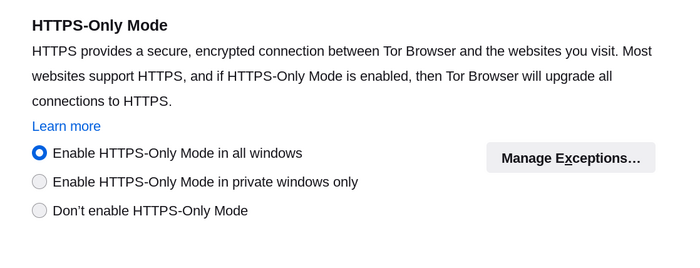 HTTPS-Only Mode
HTTPS provides a secure, encrypted connection between Tor Browser and the websites you visit. Most
websites support HTTPS, and if HTTPS-Only Mode is enabled, then Tor Browser will upgrade all
connections to HTTPS.
Learn more
Enable HTTPS-Only Mode in all windows
Manage Exceptions…
Enable HTTPS-Only Mode in private windows only
Don’t enable HTTPS-Only Mode